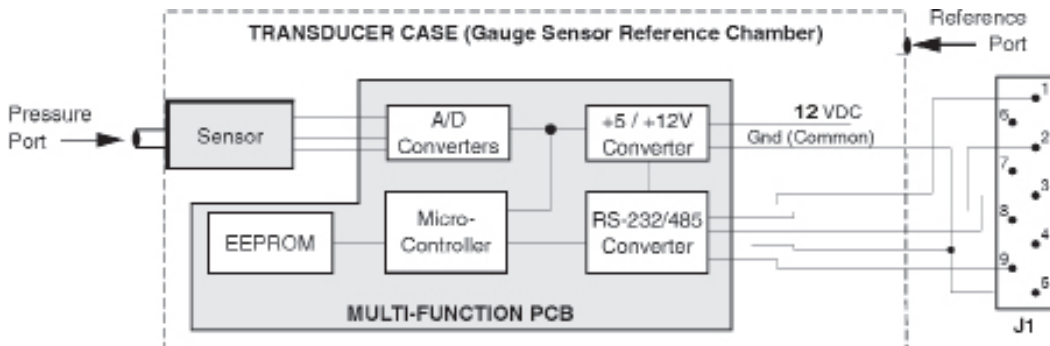 TRANSDUCER CASE (Gauge Sensor Reference Chamber)
Reference
Port
Pressure
Port
Sensor
A/D
Converters
+5 / +12V
Converter
12 VDC
Gnd (Common)
EEPROM
Micro-
Controller
RS-232/485
Converter
MULTI-FUNCTION PCB
1
6
2
7
3
8
4
9
5
J1